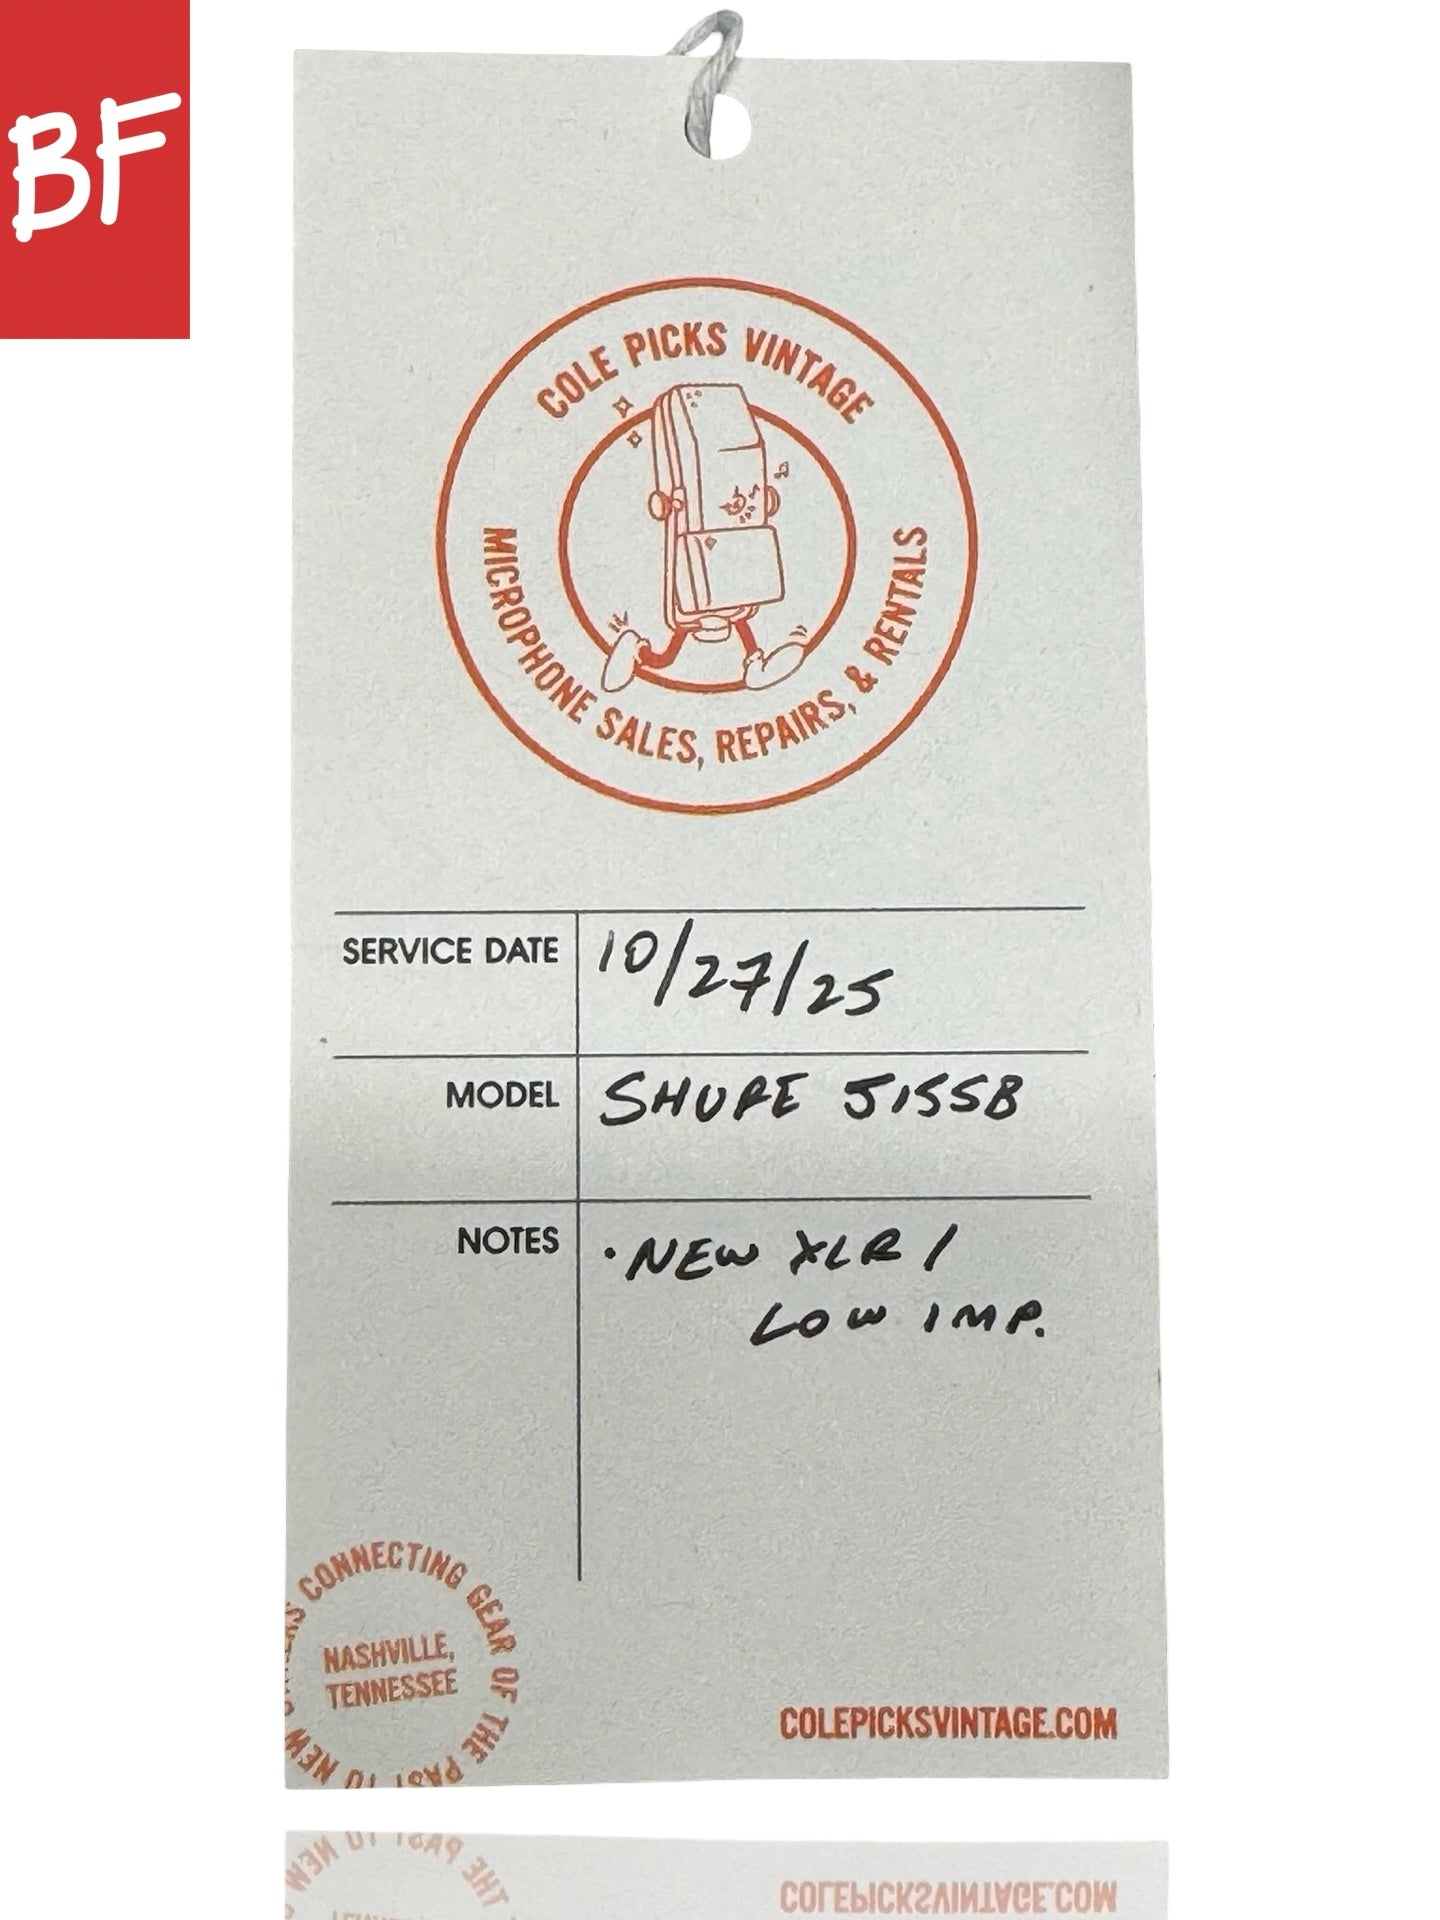 BF
COLE PICKS VINTAGE
MICROPHONE SALES, REPAIRS, & RENTALS
SERVICE DATE 10/27/25
MODEL SHURE 515SB
NOTES • NEW XLR /
LOW IMP.
CONNECTING GEAR OF THE PAST TO NEW
NASHVILLE,
TENNESSEE
COLEPICKSVINTAGE.COM